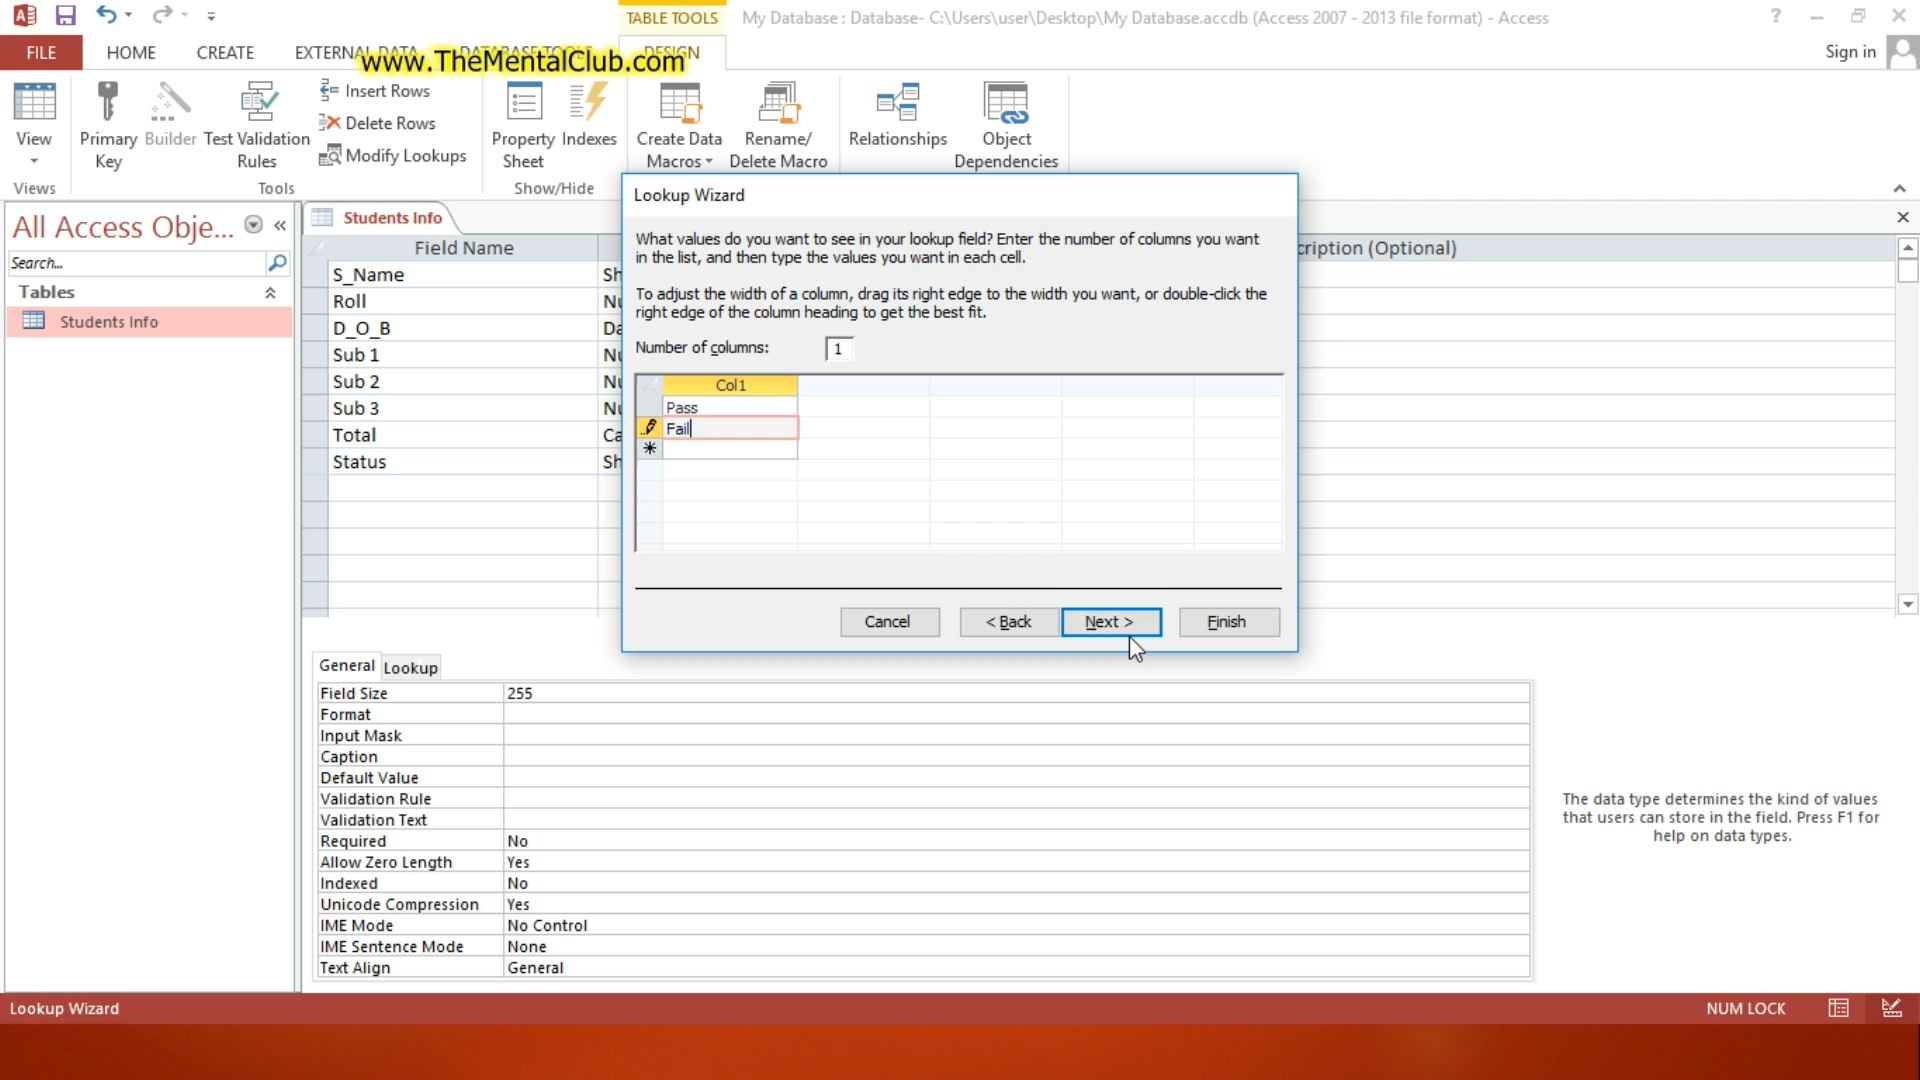 TABLE TOOLS
My Database : Database- C:\Users\user\Desktop\My Database.accdb (Access 2007 - 2013 file format) - Access
?
FILE
HOME
CREATE
EXTERNAL DATA
DATABASE TOOLS
DESIGN
Sign in
www.TheMentalClub.com
View
Primary Key
Builder
Test Validation Rules
Insert Rows
Delete Rows
Modify Lookups
Property Sheet
Indexes
Create Data Macros
Rename/ Delete Macro
Relationships
Object Dependencies
Views
Tools
Show/Hide
All Access Obje...
Search...
Tables
Students Info
Students Info
Field Name
cription (Optional)
S_Name
Sh
Roll
Nu
D_O_B
Da
Sub 1
Nu
Sub 2
Nu
Sub 3
Nu
Total
Ca
Status
Sh
Lookup Wizard
What values do you want to see in your lookup field? Enter the number of columns you want
in the list, and then type the values you want in each cell.
To adjust the width of a column, drag its right edge to the width you want, or double-click the
right edge of the column heading to get the best fit.
Number of columns: 1
Col1
Pass
Fail
Cancel
< Back
Next >
Finish
General
Lookup
Field Size 255
Format
Input Mask
Caption
Default Value
Validation Rule
Validation Text
Required No
Allow Zero Length Yes
Indexed No
Unicode Compression Yes
IME Mode No Control
IME Sentence Mode None
Text Align General
The data type determines the kind of values
that users can store in the field. Press F1 for
help on data types.
Lookup Wizard
NUM LOCK